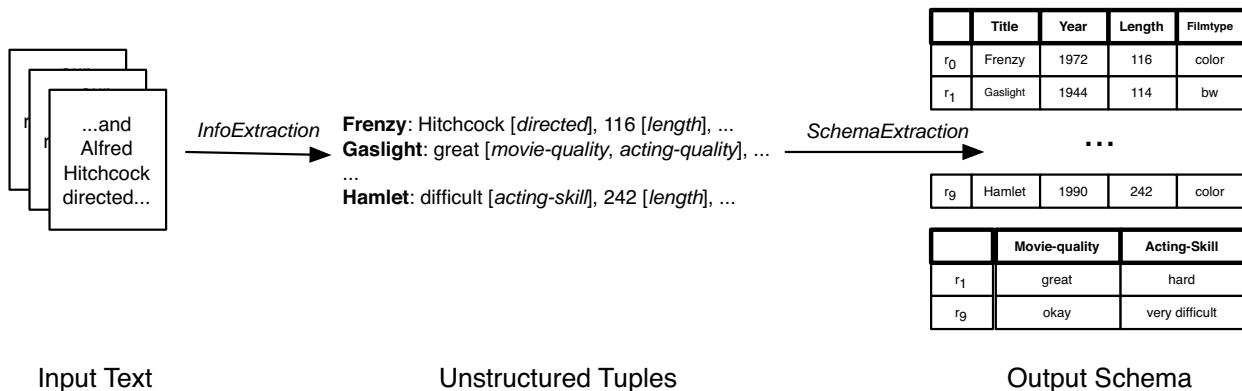 ...and
Alfred
Hitchcock
directed...
InfoExtraction
Frenzy: Hitchcock [directed], 116 [length], ...
Gaslight: great [movie-quality, acting-quality], ...
...
Hamlet: difficult [acting-skill], 242 [length], ...
SchemaExtraction
Title Year Length Filmtype
r0 Frenzy 1972 116 color
r1 Gaslight 1944 114 bw
...
r9 Hamlet 1990 242 color
Movie-quality Acting-Skill
r1 great hard
r9 okay very difficult
Input Text Unstructured Tuples Output Schema